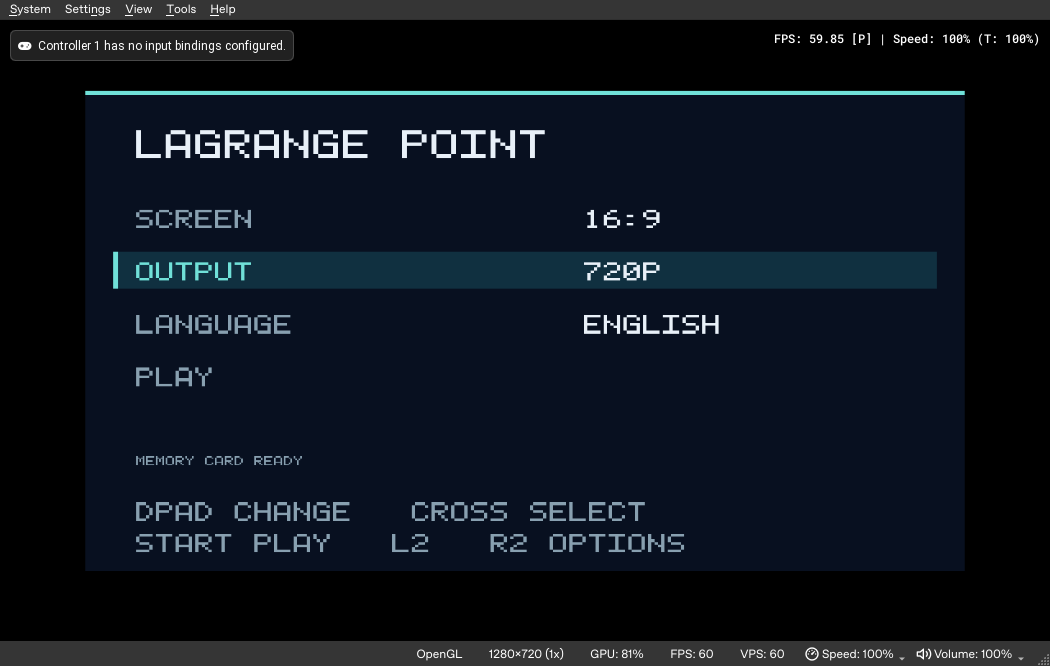 System Settings View Tools Help
Controller 1 has no input bindings configured.
FPS: 59.85 [P] | Speed: 100% (T: 100%)
LAGRANGE POINT
SCREEN 16:9
OUTPUT 720P
LANGUAGE ENGLISH
PLAY
MEMORY CARD READY
DPAD CHANGE CROSS SELECT
START PLAY L2 R2 OPTIONS
OpenGL 1280×720 (1x) GPU: 81% FPS: 60 VPS: 60 Speed: 100% Volume: 100%